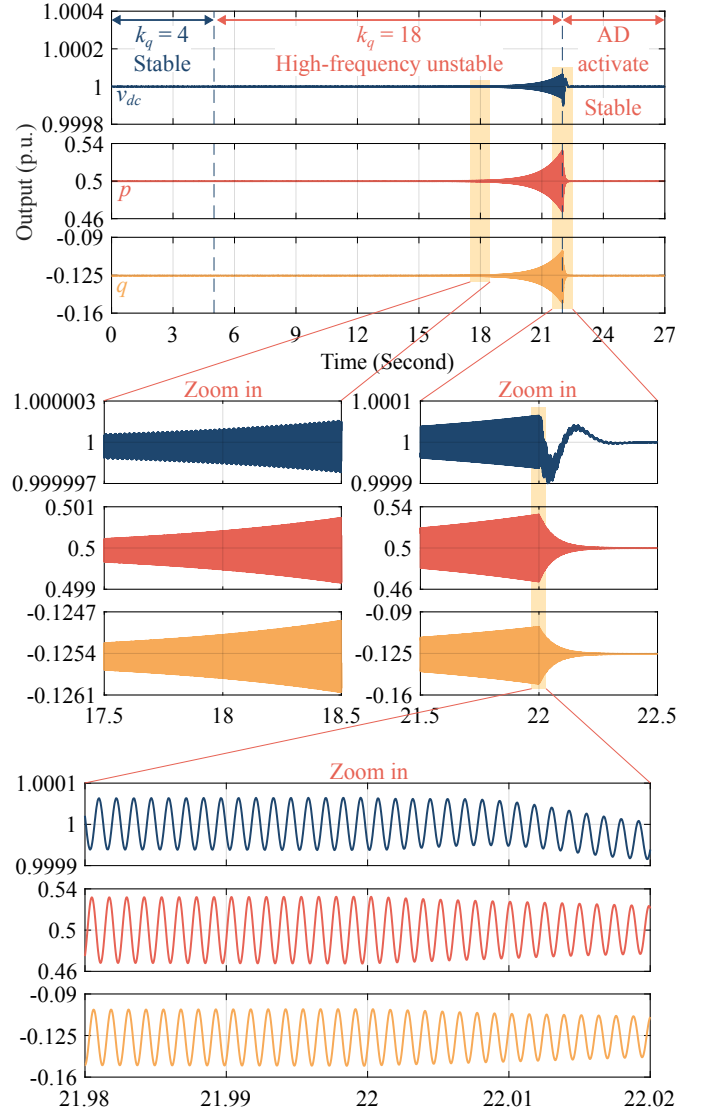 1.0004
k_q = 4
k_q = 18
AD
1.0002
Stable
High-frequency unstable
activate
1
v_dc
Stable
0.9998
Output (p.u.)
0.54
0.5
p
0.46
-0.09
-0.125
q
-0.16
0 3 6 9 12 15 18 21 24 27
Time (Second)
Zoom in
Zoom in
1.000003
1
0.999997
1.0001
1
0.9999
0.501
0.5
0.499
0.54
0.5
0.46
-0.1247
-0.1254
-0.1261
-0.09
-0.125
-0.16
17.5 18 18.5
21.5 22 22.5
Zoom in
1.0001
1
0.9999
0.54
0.5
0.46
-0.09
-0.125
-0.16
21.98 21.99 22 22.01 22.02